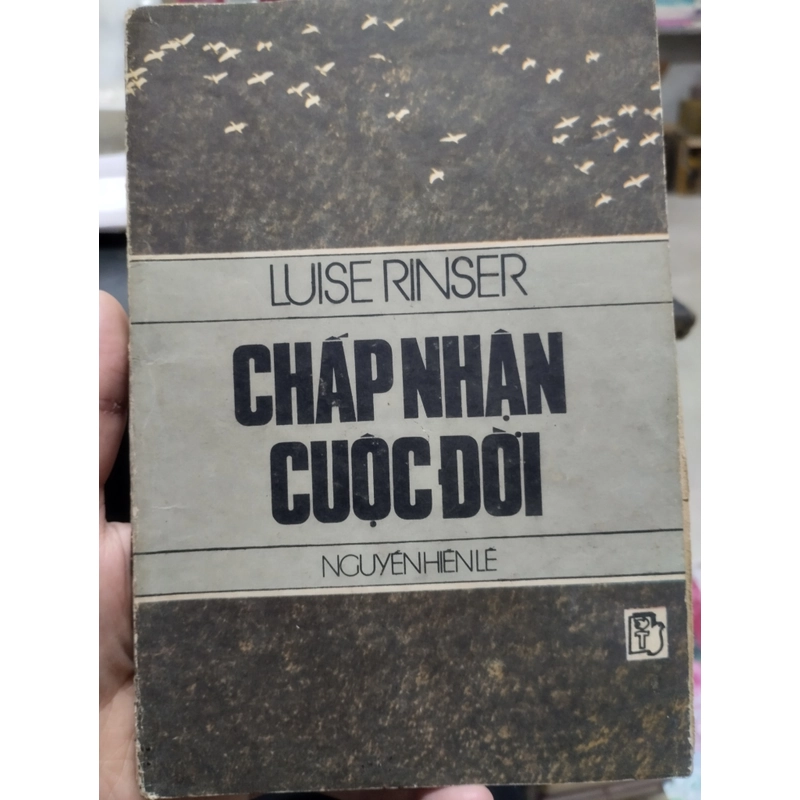 LUISE RINSER
CHẤP NHẬN
CUỘC ĐỜI
NGUYỄN HIẾN LÊ